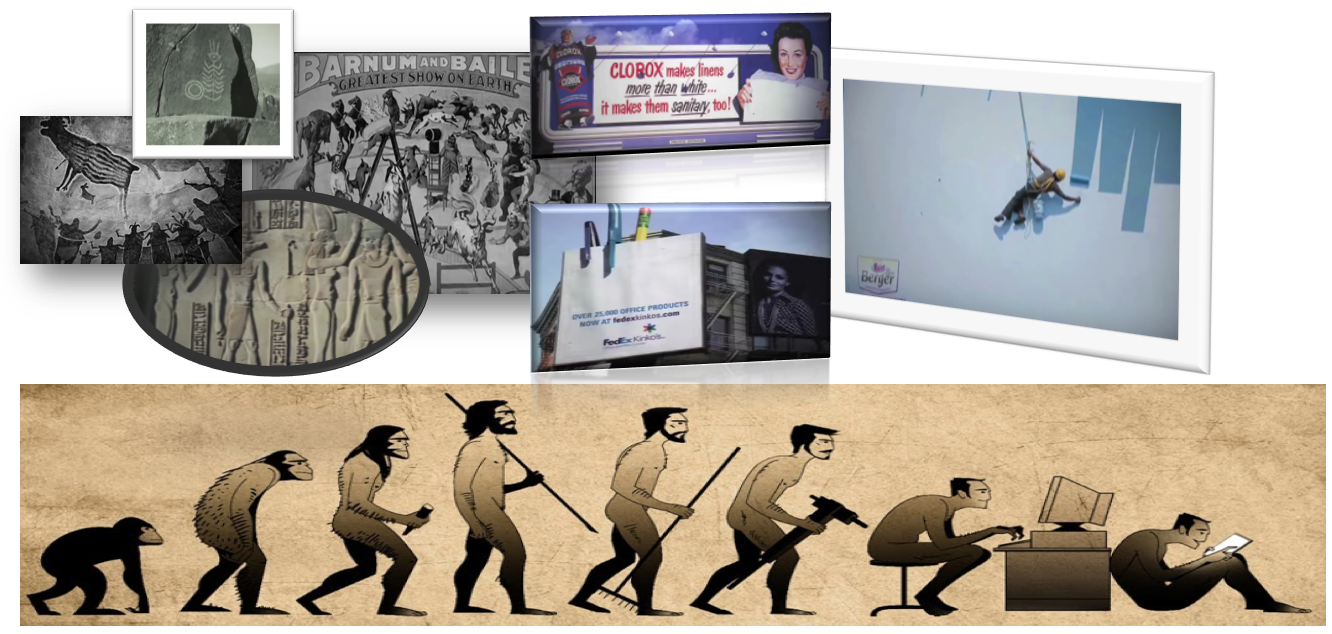 BARNUM AND BAILE
GREATEST SHOW ON EARTH
CLOROX
CLOROX makes linens
more than white...
it makes them sanitary, too!
OVER 25,000 OFFICE PRODUCTS
NOW AT fedexkinkos.com
FedEx Kinko's
Berger